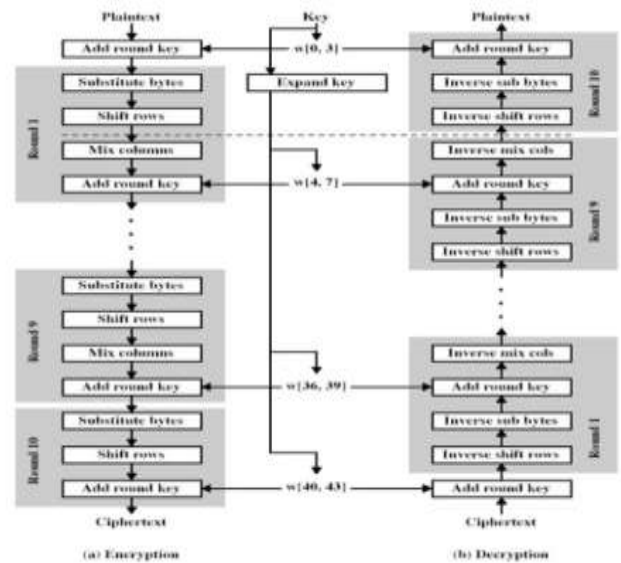 Plaintext
Add round key
Substitute bytes
Shift rows
Mix columns
Add round key
Round 1
Substitute bytes
Shift rows
Mix columns
Add round key
Round 9
Substitute bytes
Shift rows
Add round key
Round 10
Ciphertext
(a) Encryption
Key
w[0, 3]
Expand key
w[4, 7]
w[36, 39]
w[40, 43]
Plaintext
Add round key
Inverse sub bytes
Inverse shift rows
Round 10
Inverse mix cols
Add round key
Inverse sub bytes
Inverse shift rows
Round 9
Inverse mix cols
Add round key
Inverse sub bytes
Inverse shift rows
Round 1
Add round key
Ciphertext
(b) Decryption